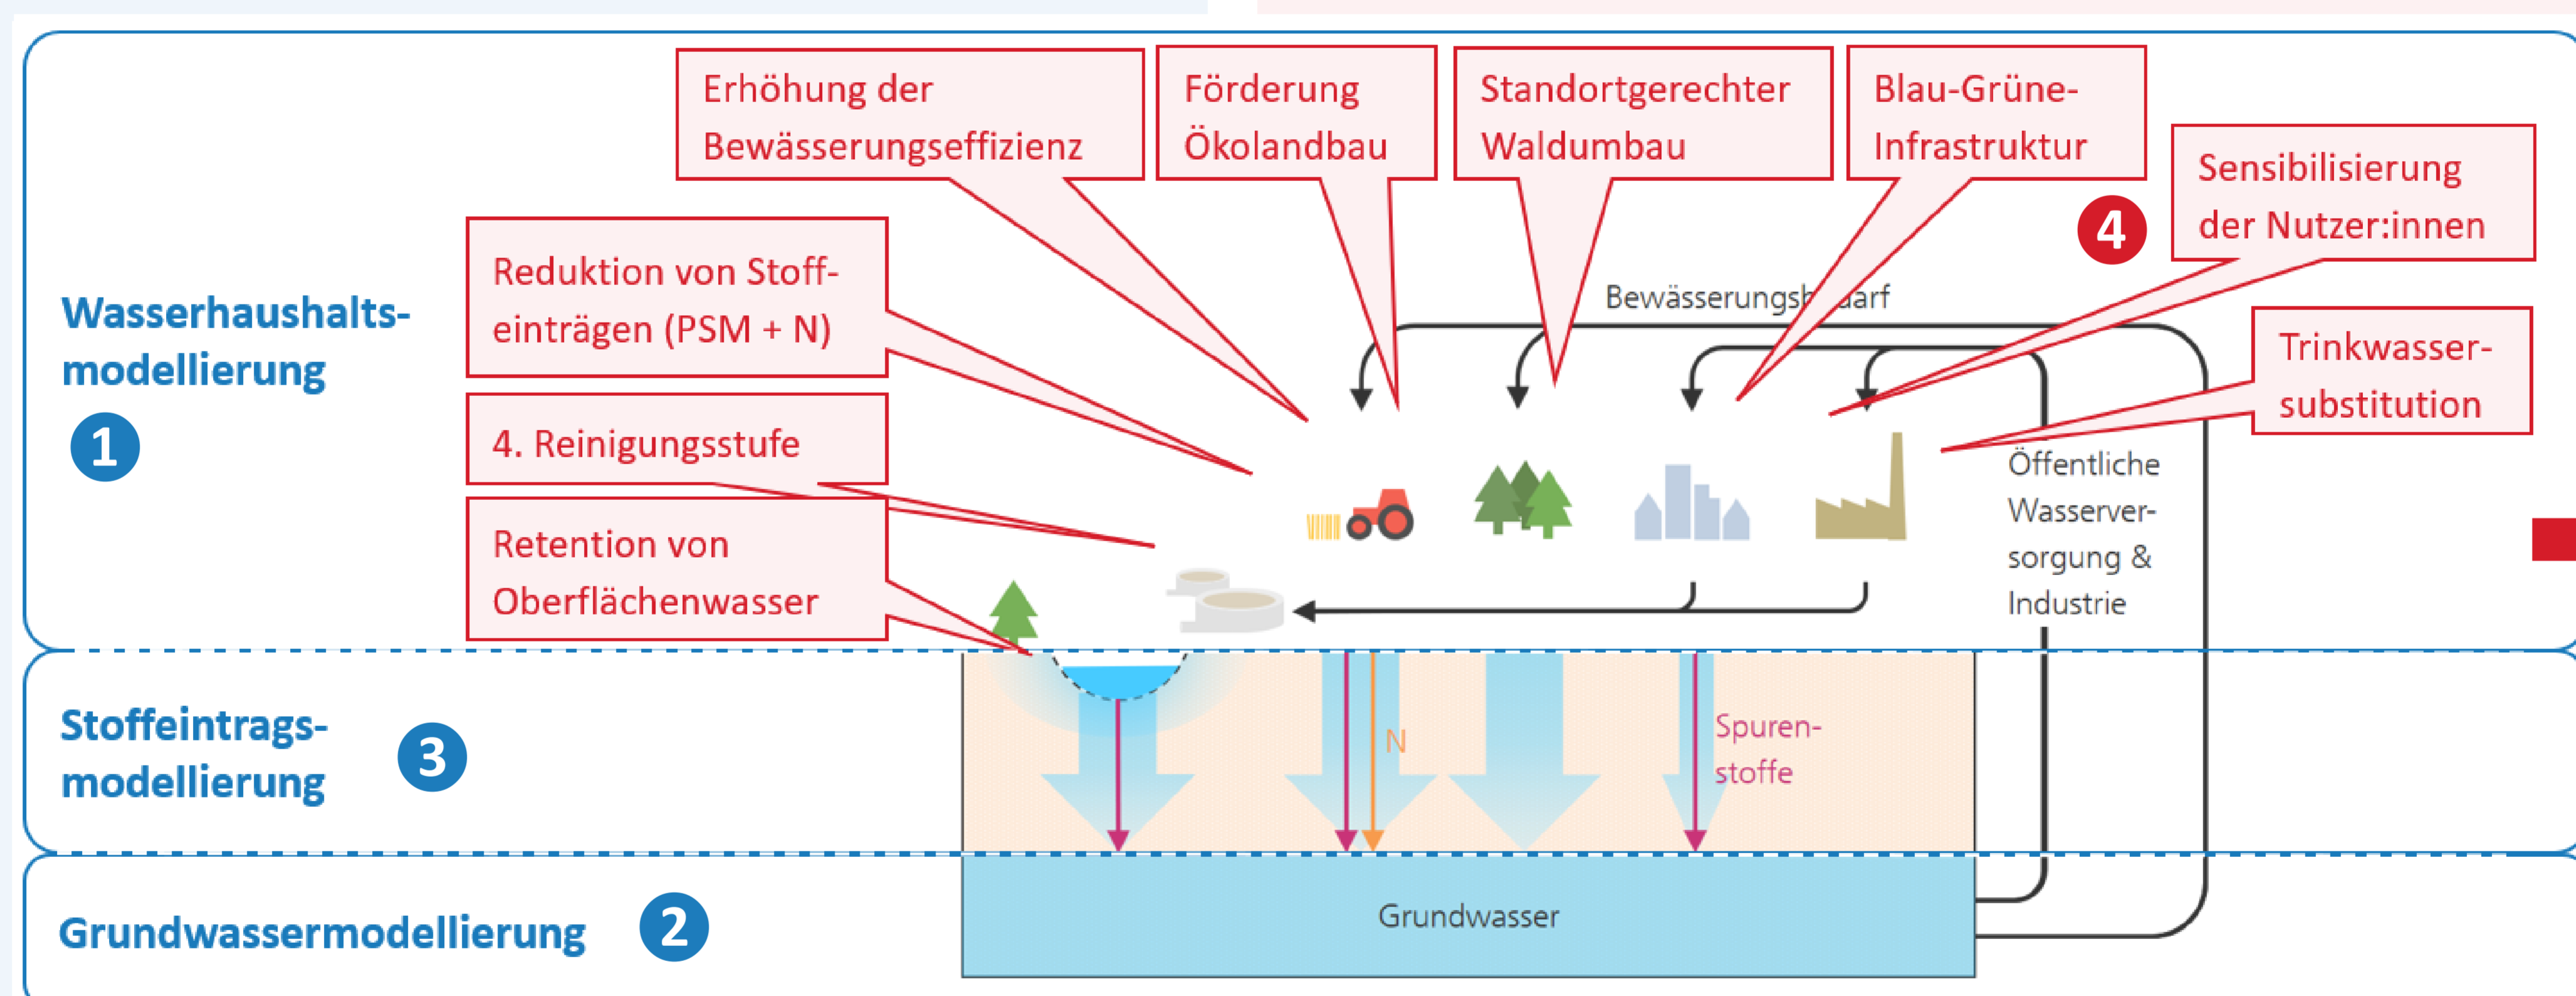 Erhöhung der
Bewässerungseffizienz
Förderung
Ökolandbau
Standortgerechter
Waldumbau
Blau-Grüne-
Infrastruktur
Sensibilisierung
der Nutzer:innen
4
Reduktion von Stoff-
einträgen (PSM + N)
Wasserhaushalts-
modellierung
1
Trinkwasser-
substitution
4. Reinigungsstufe
Retention von
Oberflächenwasser
Öffentliche
Wasserver-
sorgung &
Industrie
Stoffeintrags-
modellierung
3
N
Spuren-
stoffe
Grundwassermodellierung
2
Grundwasser